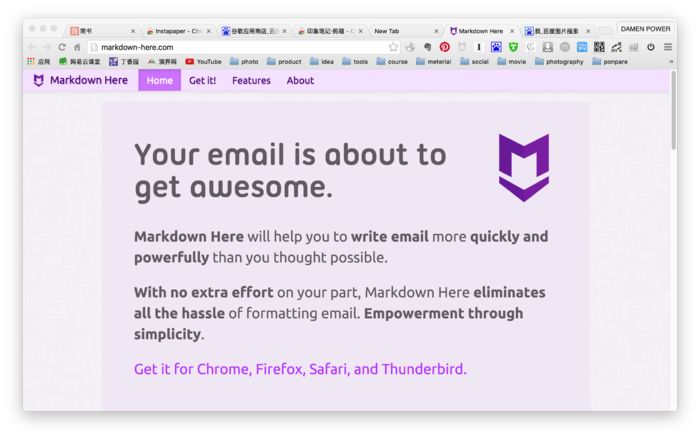 简书
Instapaper - Chr
谷歌应用商店_百
印象笔记·剪藏 - C
New Tab
Markdown Here
我_百度图片搜索
DAMEN POWER
markdown-here.com
应用 网易云课堂 丁香园 演界网 YouTube photo product idea tools course meterial social movie photography ponpare
Markdown Here Home Get it! Features About
Your email is about to
get awesome.
Markdown Here will help you to write email more quickly and
powerfully than you thought possible.
With no extra effort on your part, Markdown Here eliminates
all the hassle of formatting email. Empowerment through
simplicity.
Get it for Chrome, Firefox, Safari, and Thunderbird.